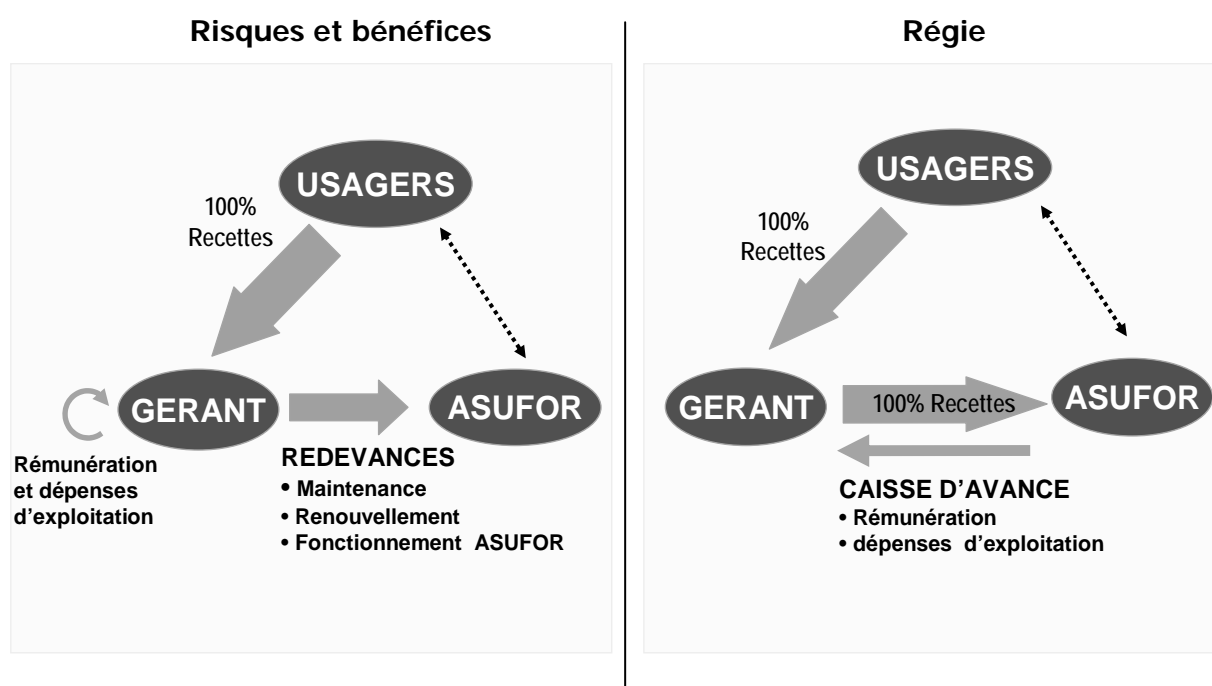 Risques et bénéfices
USAGERS
100%
Recettes
GERANT
ASUFOR
Rémunération
et dépenses
d'exploitation
REDEVANCES
• Maintenance
• Renouvellement
• Fonctionnement ASUFOR
Régie
USAGERS
100%
Recettes
GERANT
100% Recettes
ASUFOR
CAISSE D'AVANCE
• Rémunération
• dépenses d'exploitation